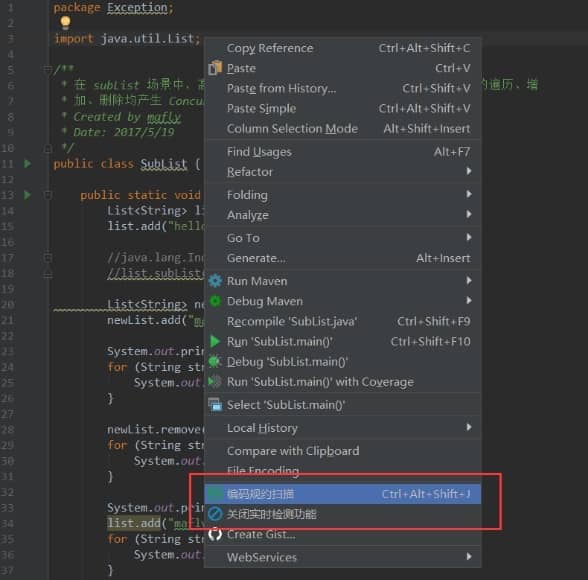 1 package Exception;
2
3 import java.util.List;
4
5 /**
6 * 在 subList 场景中、高 的遍历、增
7 * 加、删除均产生 Concu
8 * Created by mafly
9 * Date: 2017/5/19
10 */
11 public class SubList {
12
13 public static void
14 List<String> li
15 list.add("hello
16
17 //java.lang.Ind
18 //list.subList(
19
20 List<String> ne
21 newList.add("ma
22
23 System.out.prin
24 for (String str
25 System.out.
26 }
27
28 newList.remove(
29 for (String str
30 System.out.
31 }
32
33 System.out.prin
34 list.add("mafly
35 for (String str
36 System.out.
37 }
Copy Reference Ctrl+Alt+Shift+C
Paste Ctrl+V
Paste from History... Ctrl+Shift+V
Paste Simple Ctrl+Alt+Shift+V
Column Selection Mode Alt+Shift+Insert
Find Usages Alt+F7
Refactor
Folding
Analyze
Go To
Generate... Alt+Insert
Run Maven
Debug Maven
Recompile 'SubList.java' Ctrl+Shift+F9
Run 'SubList.main()' Ctrl+Shift+F10
Debug 'SubList.main()'
Run 'SubList.main()' with Coverage
Select 'SubList.main()'
Local History
Compare with Clipboard
File Encoding
编码规约扫描 Ctrl+Alt+Shift+J
关闭实时检测功能
Create Gist...
WebServices